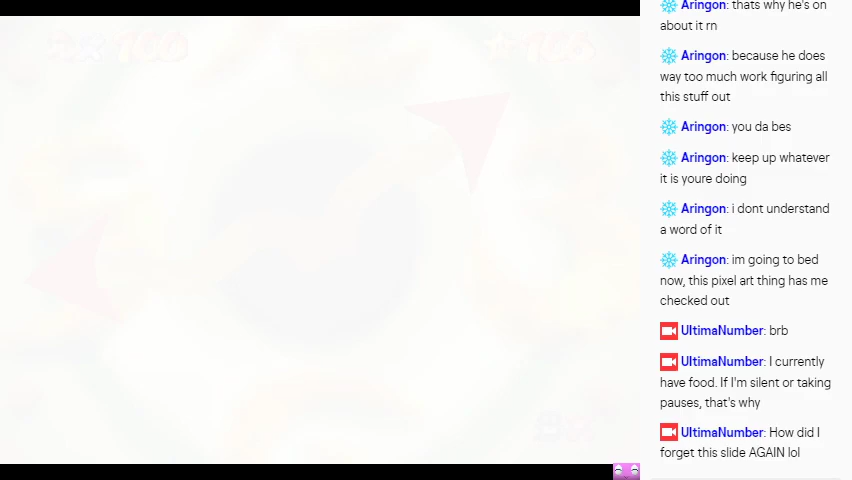 Aringon: thats why he's on
about it rn
Aringon: because he does
way too much work figuring all
this stuff out
Aringon: you da bes
Aringon: keep up whatever
it is youre doing
Aringon: i dont understand
a word of it
Aringon: im going to bed
now, this pixel art thing has me
checked out
UltimaNumber: brb
UltimaNumber: I currently
have food. If I'm silent or taking
pauses, that's why
UltimaNumber: How did I
forget this slide AGAIN lol